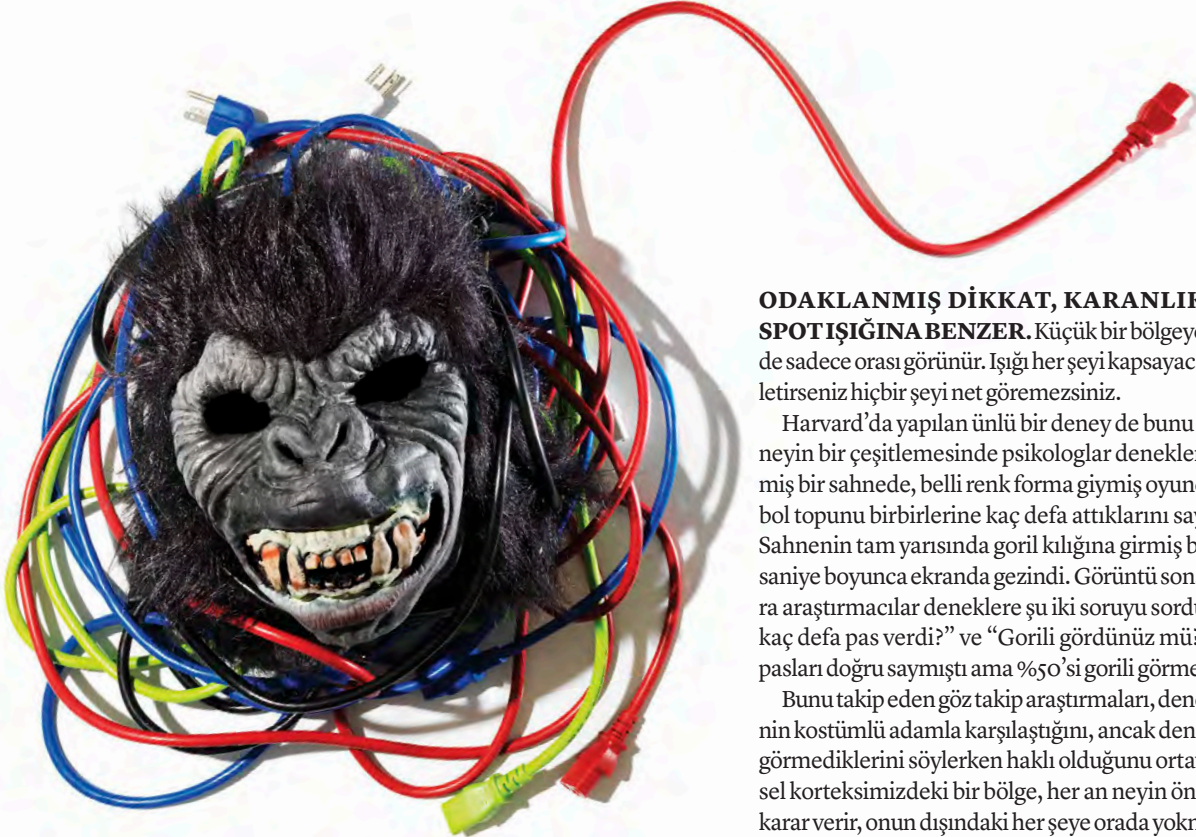 ODAKLANMIŞ DİKKAT, KARANLIK
SPOT IŞIĞINA BENZER. Küçük bir bölgeye
de sadece orası görünür. Işığı her şeyi kapsayac
letirseniz hiçbir şeyi net göremezsiniz.
Harvard’da yapılan ünlü bir deney de bunu
neyin bir çeşitlemesinde psikologlar denekler
miş bir sahnede, belli renk forma giymiş oyunc
bol topunu birbirlerine kaç defa attıklarını say
Sahnenin tam yarısında goril kılığına girmiş b
saniye boyunca ekranda gezindi. Görüntü son
ra araştırmacılar deneklere şu iki soruyu sord
kaç defa pas verdi?” ve “Gorili gördünüz mü?
pasları doğru saymıştı ama %50’si gorili görme
Bunu takip eden göz takip araştırmaları, dene
nin kostümlü adamla karşılaştığını, ancak den
görmediklerini söylerken haklı olduğunu orta
sel korteksimizdeki bir bölge, her an neyin ön
karar verir, onun dışındaki her şeye orada yokm